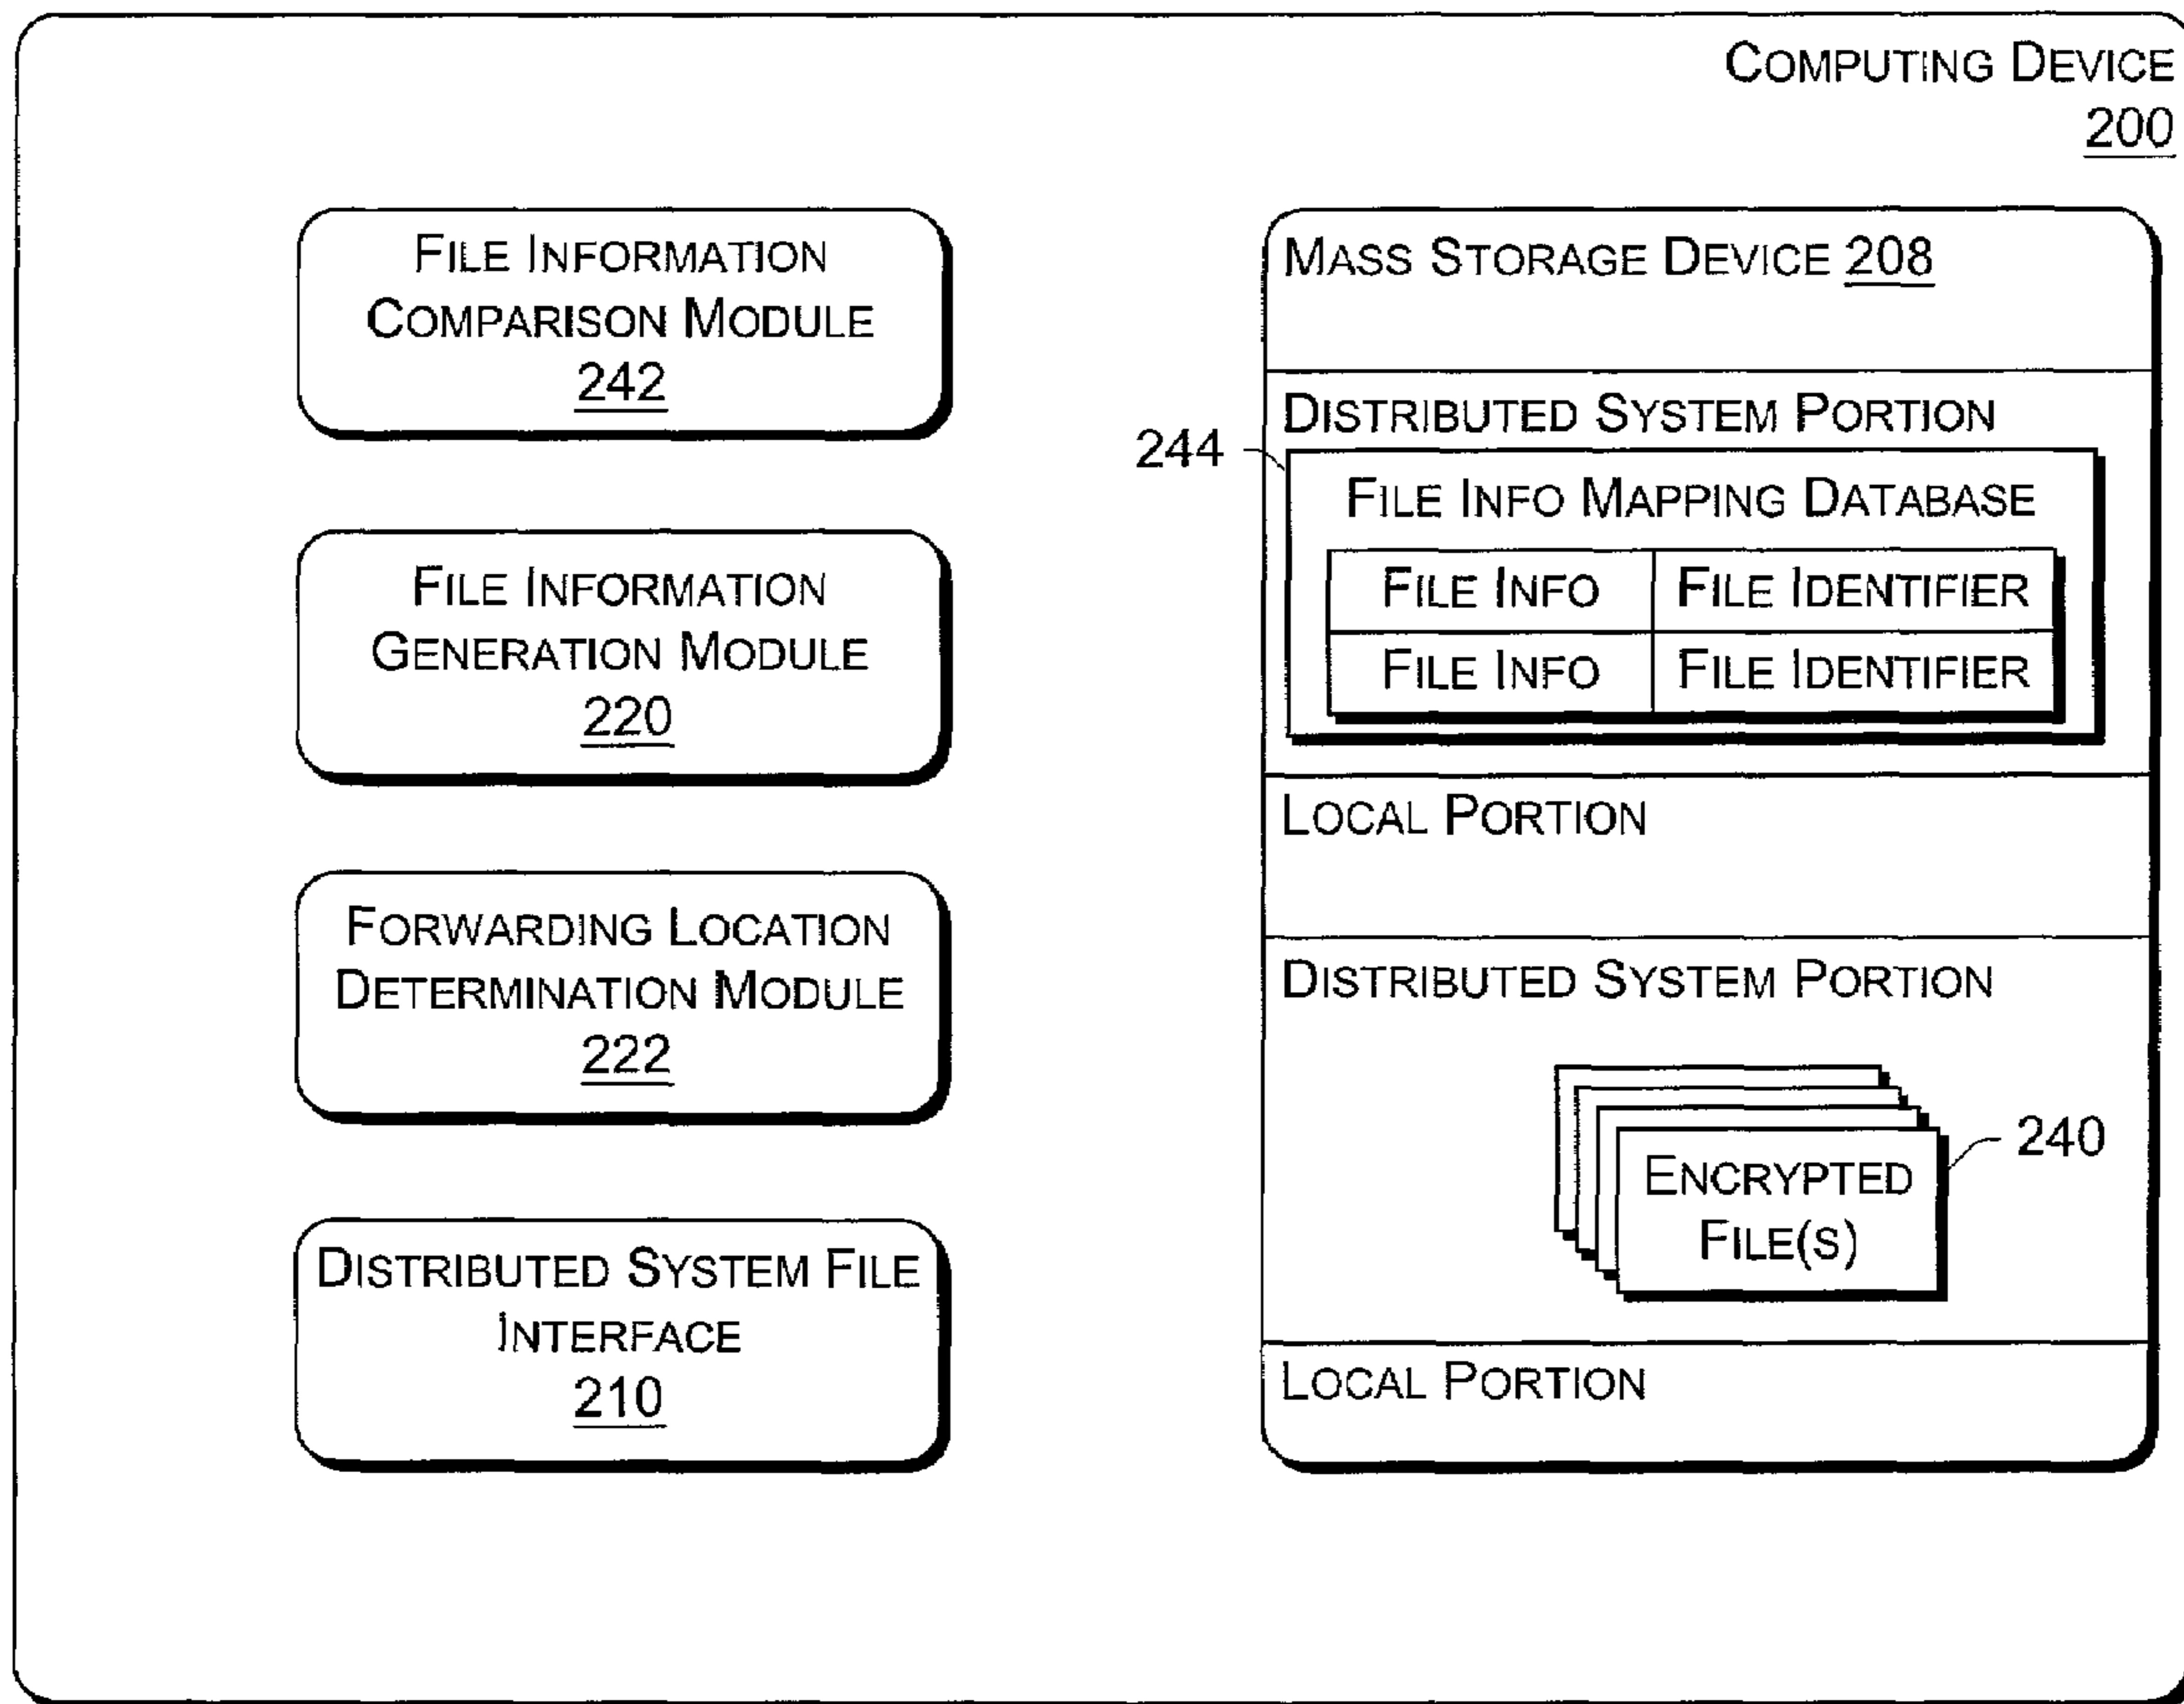 COMPUTING DEVICE
200
FILE INFORMATION
COMPARISON MODULE
242
FILE INFORMATION
GENERATION MODULE
220
FORWARDING LOCATION
DETERMINATION MODULE
222
DISTRIBUTED SYSTEM FILE
INTERFACE
210
MASS STORAGE DEVICE 208
DISTRIBUTED SYSTEM PORTION
244
FILE INFO MAPPING DATABASE
FILE INFO FILE IDENTIFIER
FILE INFO FILE IDENTIFIER
LOCAL PORTION
DISTRIBUTED SYSTEM PORTION
ENCRYPTED
FILE(S)
240
LOCAL PORTION